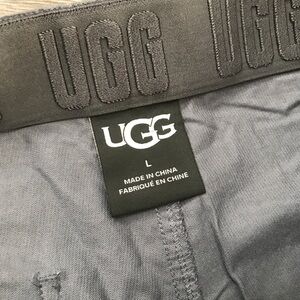 UGG UGG
UGG
L
MADE IN CHINA
FABRIQUÉ EN CHINE